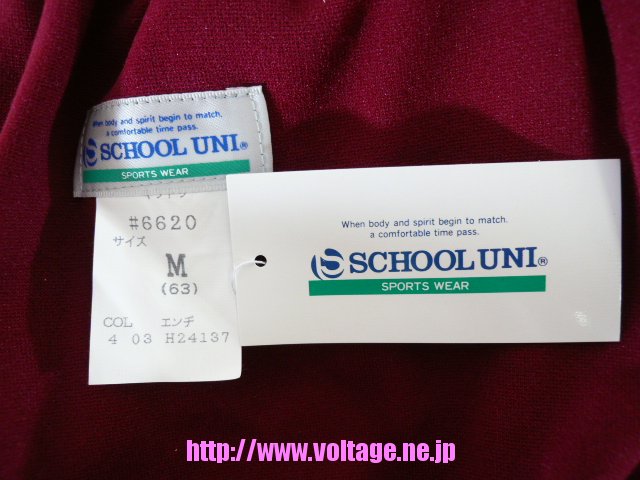 When body and spirit begin to match,
a comfortable time pass.
SCHOOL UNI®
SPORTS WEAR
#6620
サイズ
M
(63)
COL エンヂ
4 03 H24137
When body and spirit begin to match.
a comfortable time pass.
SCHOOL UNI®
SPORTS WEAR
http://www.voltage.ne.jp